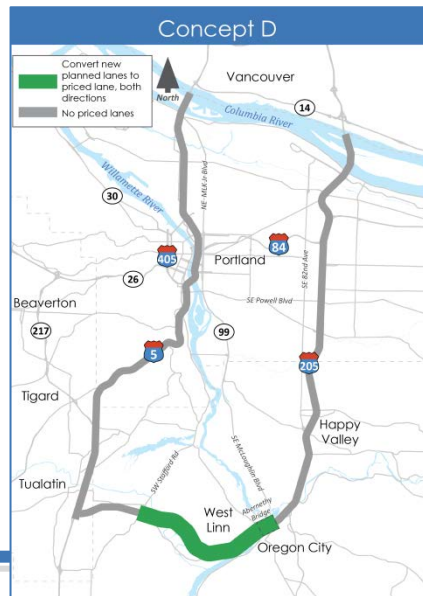 Concept D
Convert new
planned lanes to
priced lane, both
directions
No priced lanes
North
Vancouver
14
Columbia River
Willamette
River
NE MLK Jr Blvd
30
405
84
Portland
26
SE 82nd Ave
Beaverton
SE Powell Blvd
217
99
5
205
Tigard
Happy
Valley
SW Stafford Rd
SE McLoughlin Blvd
Tualatin
West
Linn
Abernethy
Bridge
Oregon City